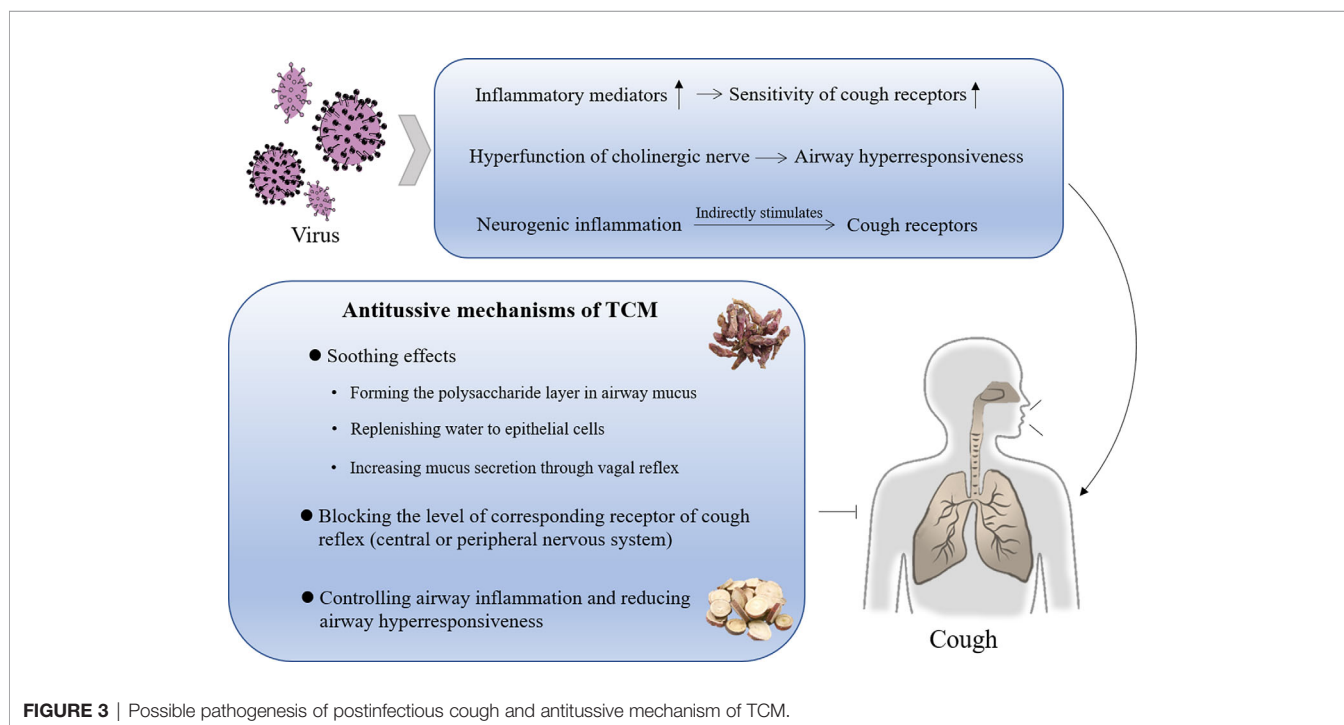 Inflammatory mediators ↑ → Sensitivity of cough receptors ↑
Hyperfunction of cholinergic nerve → Airway hyperresponsiveness
Indirectly stimulates
Neurogenic inflammation → Cough receptors
Virus
Antitussive mechanisms of TCM
● Soothing effects
• Forming the polysaccharide layer in airway mucus
• Replenishing water to epithelial cells
• Increasing mucus secretion through vagal reflex
● Blocking the level of corresponding receptor of cough
reflex (central or peripheral nervous system)
● Controlling airway inflammation and reducing
airway hyperresponsiveness
Cough
FIGURE 3 | Possible pathogenesis of postinfectious cough and antitussive mechanism of TCM.